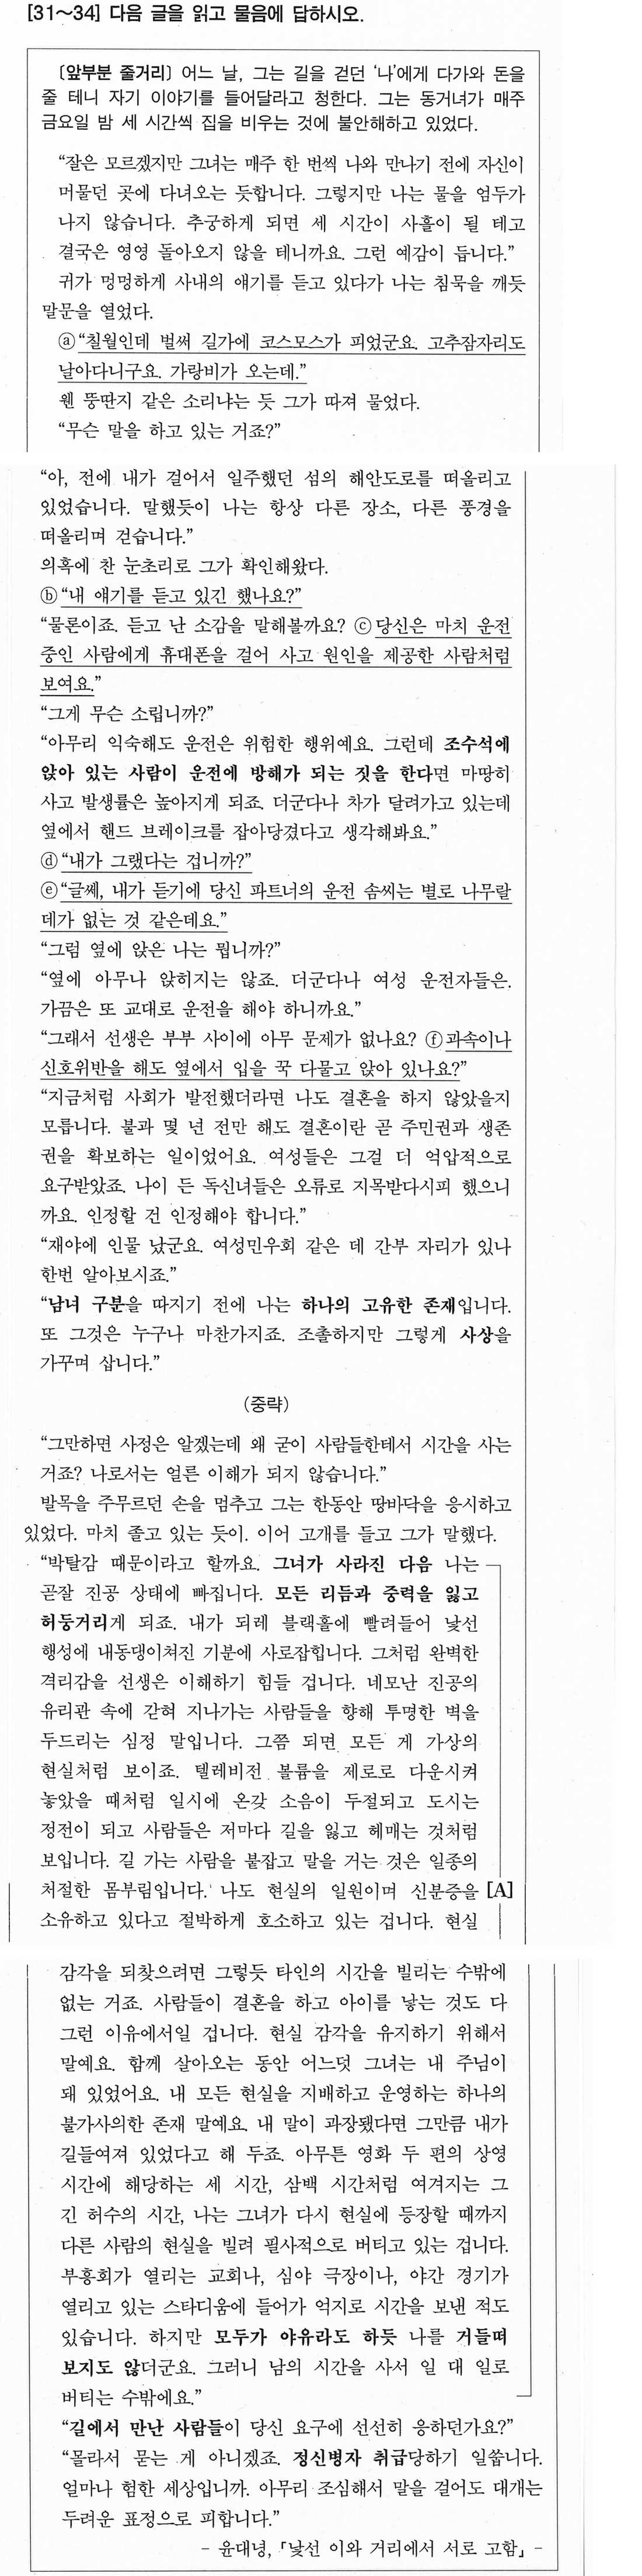 [31~34] 다음 글을 읽고 물음에 답하시오.
[앞부분 줄거리] 어느 날, 그는 길을 걷던 ‘나’에게 다가와 돈을
줄 테니 자기 이야기를 들어달라고 청한다. 그는 동거녀가 매주
금요일 밤 세 시간씩 집을 비우는 것에 불안해하고 있었다.
“잘은 모르겠지만 그녀는 매주 한 번씩 나와 만나기 전에 자신이
머물던 곳에 다녀오는 듯합니다. 그렇지만 나는 물을 엄두가
나지 않습니다. 추궁하게 되면 세 시간이 사흘이 될 테고
결국은 영영 돌아오지 않을 테니까요. 그런 예감이 듭니다.”
귀가 멍멍하게 사내의 얘기를 듣고 있다가 나는 침묵을 깨듯
말문을 열었다.
ⓐ“칠월인데 벌써 길가에 코스모스가 피었군요. 고추잠자리도
날아다니구요. 가랑비가 오는데.”
웬 뚱딴지 같은 소리냐는 듯 그가 따져 물었다.
“무슨 말을 하고 있는 거죠?”
“아, 전에 내가 걸어서 일주했던 섬의 해안도로를 떠올리고
있었습니다. 말했듯이 나는 항상 다른 장소, 다른 풍경을
떠올리며 걷습니다.”
의혹에 찬 눈초리로 그가 확인해왔다.
ⓑ“내 얘기를 듣고 있긴 했나요?”
“물론이죠. 듣고 난 소감을 말해볼까요? ⓒ당신은 마치 운전
중인 사람에게 휴대폰을 걸어 사고 원인을 제공한 사람처럼
보여요.”
“그게 무슨 소립니까?”
“아무리 익숙해도 운전은 위험한 행위예요. 그런데 조수석에
앉아 있는 사람이 운전에 방해가 되는 짓을 한다면 마땅히
사고 발생률은 높아지게 되죠. 더군다나 차가 달려가고 있는데
옆에서 핸드 브레이크를 잡아당겼다고 생각해봐요.”
ⓓ“내가 그랬다는 겁니까?”
ⓔ“글쎄, 내가 듣기에 당신 파트너의 운전 솜씨는 별로 나무랄
데가 없는 것 같은데요.”
“그럼 옆에 앉은 나는 뭡니까?”
“옆에 아무나 앉히지는 않죠. 더군다나 여성 운전자들은.
가끔은 또 교대로 운전을 해야 하니까요.”
“그래서 선생은 부부 사이에 아무 문제가 없나요? ⓕ과속이나
신호위반을 해도 옆에서 입을 꾹 다물고 앉아 있나요?”
“지금처럼 사회가 발전했더라면 나도 결혼을 하지 않았을지
모릅니다. 불과 몇 년 전만 해도 결혼이란 곧 주민권과 생존
권을 확보하는 일이었어요. 여성들은 그걸 더 억압적으로
요구받았죠. 나이 든 독신녀들은 오류로 지목받다시피 했으니
까요. 인정할 건 인정해야 합니다.”
“재야에 인물 났군요. 여성민우회 같은 데 간부 자리가 있나
한번 알아보시죠.”
“남녀 구분을 따지기 전에 나는 하나의 고유한 존재입니다.
또 그것은 누구나 마찬가지죠. 조촐하지만 그렇게 사상을
가꾸며 삽니다.”
(중략)
“그만하면 사정은 알겠는데 왜 굳이 사람들한테서 시간을 사는
거죠? 나로서는 얼른 이해가 되지 않습니다.”
발목을 주무르던 손을 멈추고 그는 한동안 땅바닥을 응시하고
있었다. 마치 졸고 있는 듯이. 이어 고개를 들고 그가 말했다.
“박탈감 때문이라고 할까요. 그녀가 사라진 다음 나는
곧잘 진공 상태에 빠집니다. 모든 리듬과 중력을 잃고
허둥거리게 되죠. 내가 되레 블랙홀에 빨려들어 낯선
행성에 내동댕이쳐진 기분에 사로잡힙니다. 그처럼 완벽한
격리감을 선생은 이해하기 힘들 겁니다. 네모난 진공의
유리관 속에 갇혀 지나가는 사람들을 향해 투명한 벽을
두드리는 심정 말입니다. 그쯤 되면 모든 게 가상의
현실처럼 보이죠. 텔레비전 볼륨을 제로로 다운시켜
놓았을 때처럼 일시에 온갖 소음이 두절되고 도시는
정전이 되고 사람들은 저마다 길을 잃고 헤매는 것처럼
보입니다. 길 가는 사람을 붙잡고 말을 거는 것은 일종의
처절한 몸부림입니다. 나도 현실의 일원이며 신분증을 [A]
소유하고 있다고 절박하게 호소하고 있는 겁니다. 현실
감각을 되찾으려면 그렇듯 타인의 시간을 빌리는 수밖에
없는 거죠. 사람들이 결혼을 하고 아이를 낳는 것도 다
그런 이유에서일 겁니다. 현실 감각을 유지하기 위해서
말예요. 함께 살아오는 동안 어느덧 그녀는 내 주님이
돼 있었어요. 내 모든 현실을 지배하고 운영하는 하나의
불가사의한 존재 말예요. 내 말이 과장됐다면 그만큼 내가
길들여져 있었다고 해 두죠. 아무튼 영화 두 편의 상영
시간에 해당하는 세 시간, 삼백 시간처럼 여겨지는 그
긴 허수의 시간, 나는 그녀가 다시 현실에 등장할 때까지
다른 사람의 현실을 빌려 필사적으로 버티고 있는 겁니다.
부흥회가 열리는 교회나, 심야 극장이나, 야간 경기가
열리고 있는 스타디움에 들어가 억지로 시간을 보낸 적도
있습니다. 하지만 모두가 야유라도 하듯 나를 거들떠
보지도 않더군요. 그러니 남의 시간을 사서 일 대 일로
버티는 수밖에요.”
“길에서 만난 사람들이 당신 요구에 선선히 응하던가요?”
“몰라서 묻는 게 아니겠죠. 정신병자 취급당하기 일쑵니다.
얼마나 험한 세상입니까. 아무리 조심해서 말을 걸어도 대개는
두려운 표정으로 피합니다.”
- 윤대녕, 「낯선 이와 거리에서 서로 고함」 -